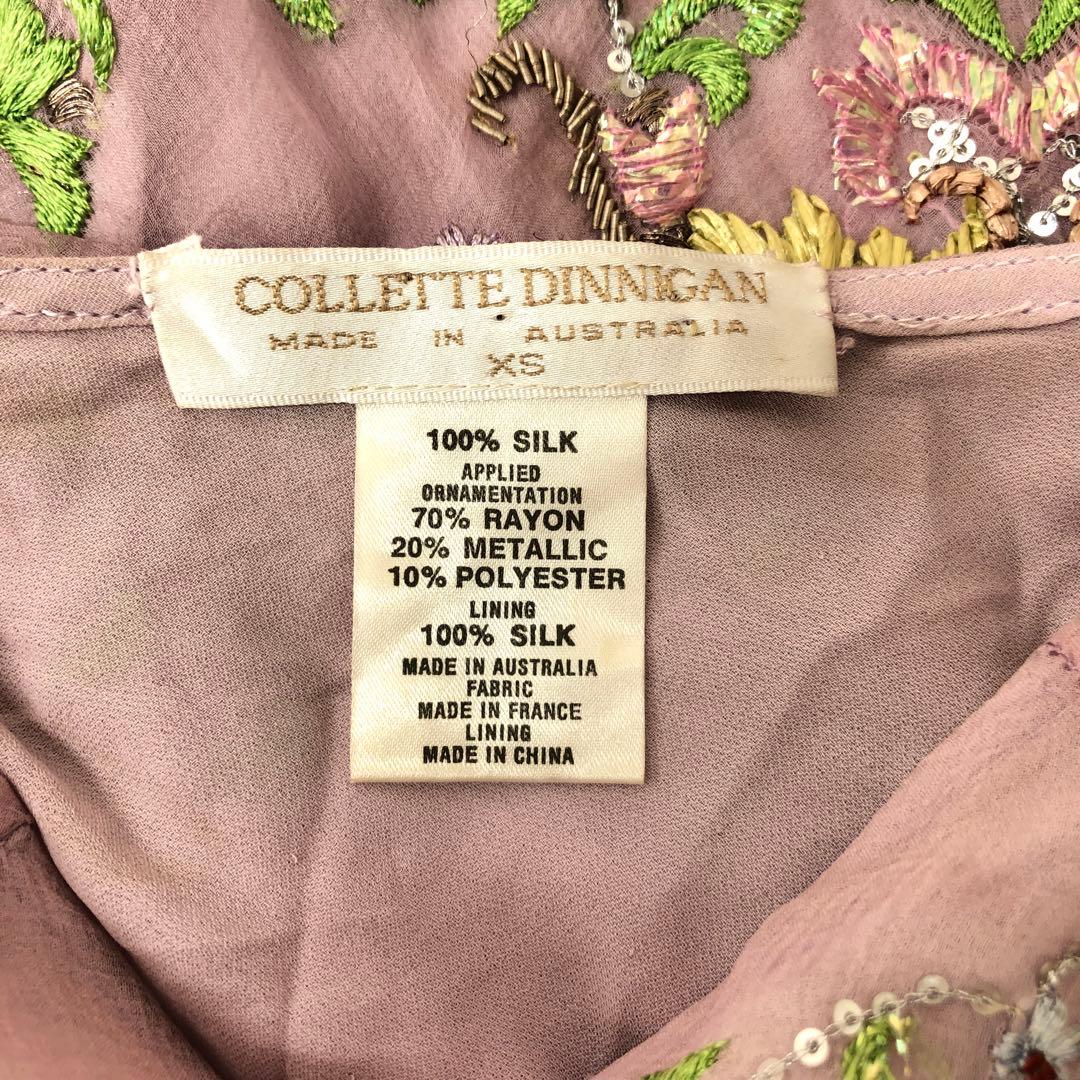 COLLETTE DINNIGAN
MADE IN AUSTRALIA
XS
100% SILK
APPLIED
ORNAMENTATION
70% RAYON
20% METALLIC
10% POLYESTER
LINING
100% SILK
MADE IN AUSTRALIA
FABRIC
MADE IN FRANCE
LINING
MADE IN CHINA